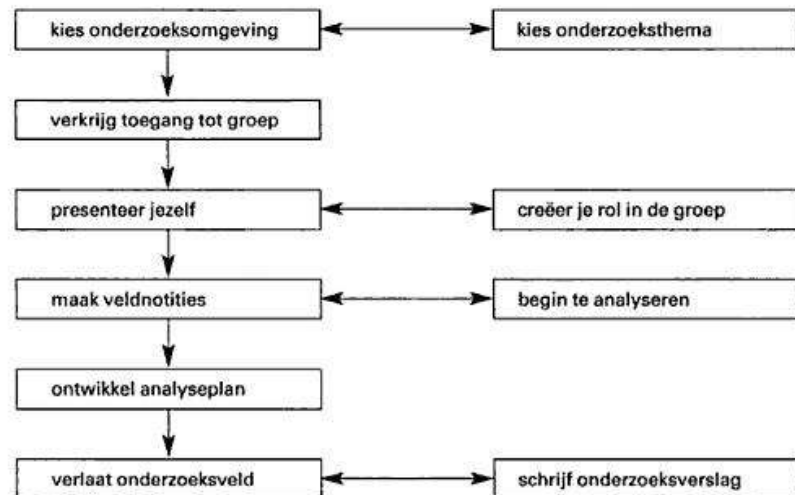 kies onderzoeksomgeving
kies onderzoeksthema
verkrijg toegang tot groep
presenteer jezelf
creëer je rol in de groep
maak veldnotities
begin te analyseren
ontwikkel analyseplan
verlaat onderzoeksveld
schrijf onderzoeksverslag